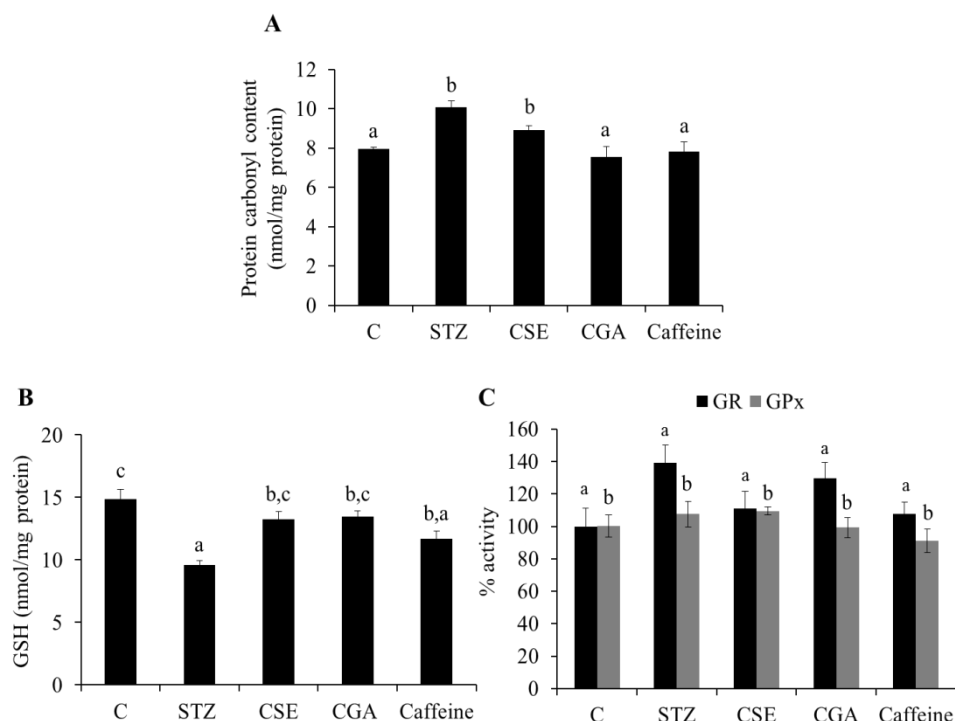 A
Protein carbonyl content
(nmol/mg protein)
12
10
8
6
4
2
0
a
b
b
a
a
C STZ CSE CGA Caffeine
B
GSH (nmol/mg protein)
20
15
10
5
0
c
a
b,c
b,c
b,a
C STZ CSE CGA Caffeine
C
GR GPx
% activity
160
140
120
100
80
60
40
20
0
a b
a b
a b
a b
a b
C STZ CSE CGA Caffeine